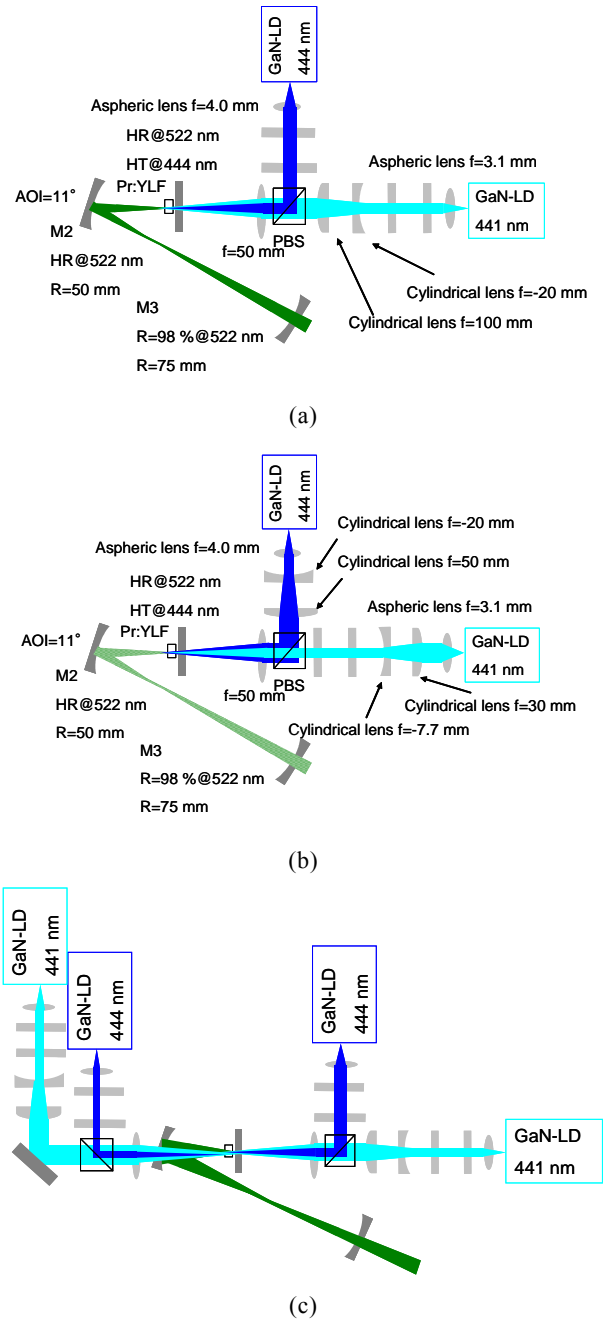 GaN-LD
444 nm
Aspheric lens f=4.0 mm
HR@522 nm
HT@444 nm
Aspheric lens f=3.1 mm
Pr:YLF
AOI=11°
GaN-LD
441 nm
M2
PBS
f=50 mm
HR@522 nm
Cylindrical lens f=-20 mm
R=50 mm
M3
Cylindrical lens f=100 mm
R=98 %@522 nm
R=75 mm
(a)
GaN-LD
444 nm
Cylindrical lens f=-20 mm
Aspheric lens f=4.0 mm
Cylindrical lens f=50 mm
HR@522 nm
HT@444 nm
Aspheric lens f=3.1 mm
Pr:YLF
AOI=11°
GaN-LD
441 nm
M2
PBS
f=50 mm
HR@522 nm
Cylindrical lens f=30 mm
R=50 mm
Cylindrical lens f=-7.7 mm
M3
R=98 %@522 nm
R=75 mm
(b)
GaN-LD
441 nm
GaN-LD
444 nm
GaN-LD
444 nm
GaN-LD
441 nm
(c)